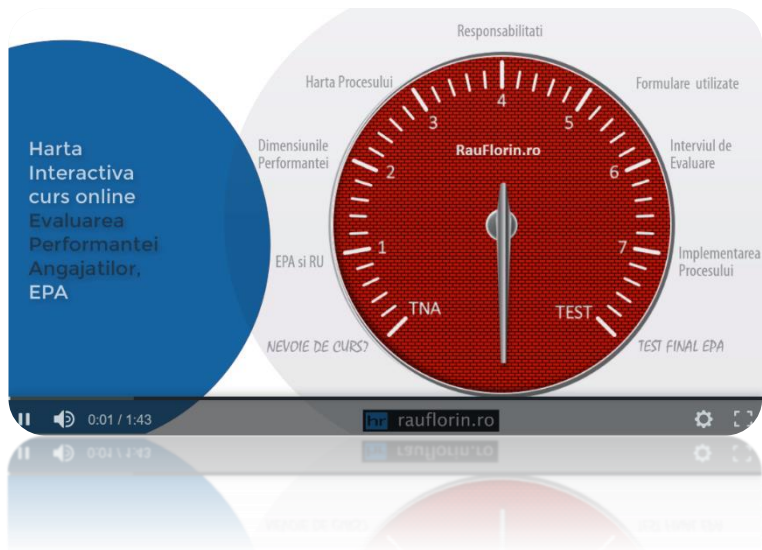 Harta
Interactiva
curs online
Evaluarea
Performantei
Angajatilor,
EPA
Responsabilitati
Harta Procesului
Formulare utilizate
Dimensiunile
Performantei
Interviul de
Evaluare
EPA si RU
Implementarea
Procesului
NEVOIE DE CURS?
TEST FINAL EPA
RauFlorin.ro
TNA
1
2
3
4
5
6
7
TEST
0:01 / 1:43
hr rauflorin.ro